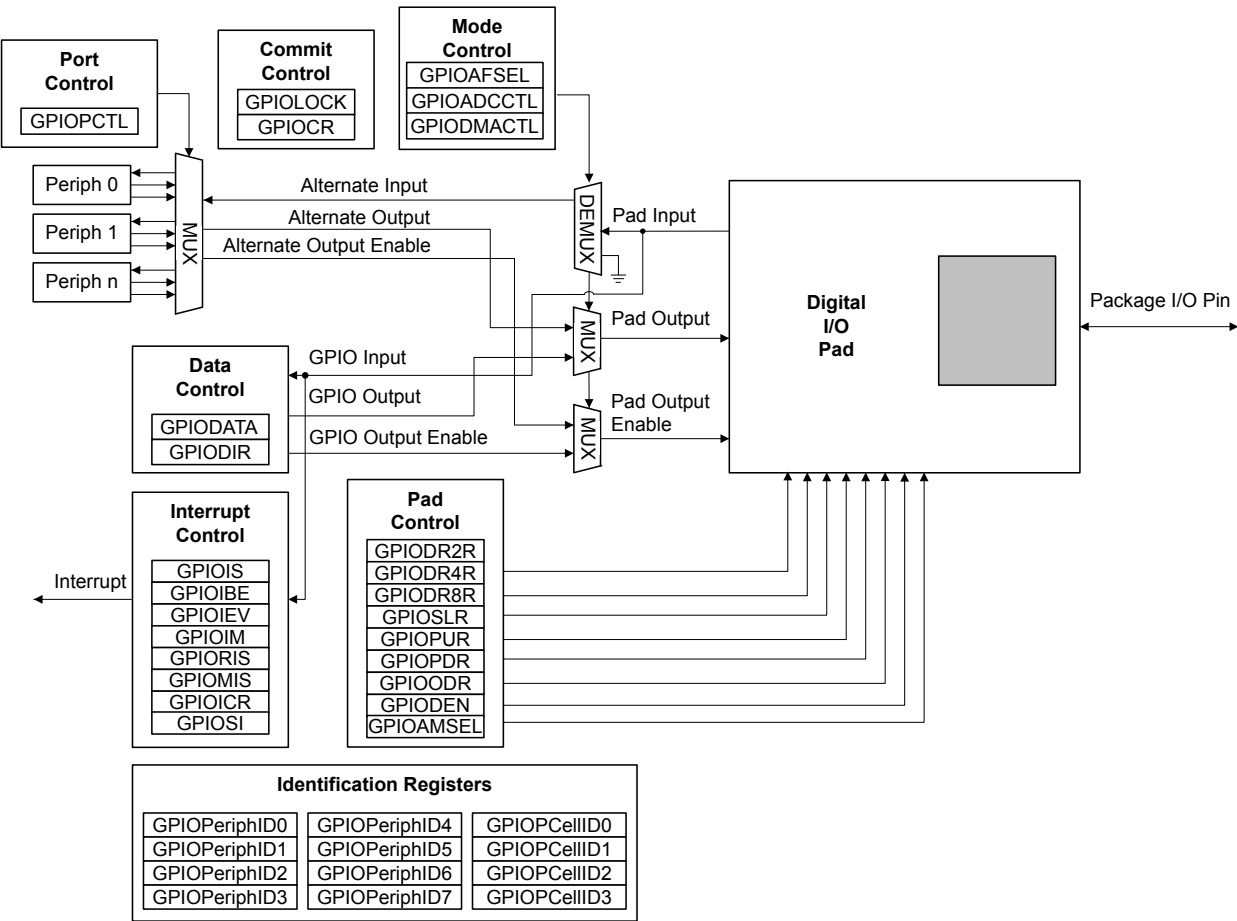 Mode
Control
GPIOAFSEL
GPIOADCCTL
GPIODMACTL
Port
Control
GPIOPCTL
Commit
Control
GPIOLOCK
GPIOCR
Periph 0
Periph 1
Periph n
MUX
Alternate Input
Alternate Output
Alternate Output Enable
DEMUX
Pad Input
MUX
Pad Output
MUX
Pad Output
Enable
Digital
I/O
Pad
Package I/O Pin
Data
Control
GPIODATA
GPIODIR
GPIO Input
GPIO Output
GPIO Output Enable
Interrupt
Control
GPIOIS
GPIOIBE
GPIOIEV
GPIOIM
GPIORIS
GPIOMIS
GPIOICR
GPIOSI
Interrupt
Pad
Control
GPIODR2R
GPIODR4R
GPIODR8R
GPIOSLR
GPIOPUR
GPIOPDR
GPIOODR
GPIODEN
GPIOAMSEL
Identification Registers
GPIOPeriphID0
GPIOPeriphID1
GPIOPeriphID2
GPIOPeriphID3
GPIOPeriphID4
GPIOPeriphID5
GPIOPeriphID6
GPIOPeriphID7
GPIOPCellID0
GPIOPCellID1
GPIOPCellID2
GPIOPCellID3